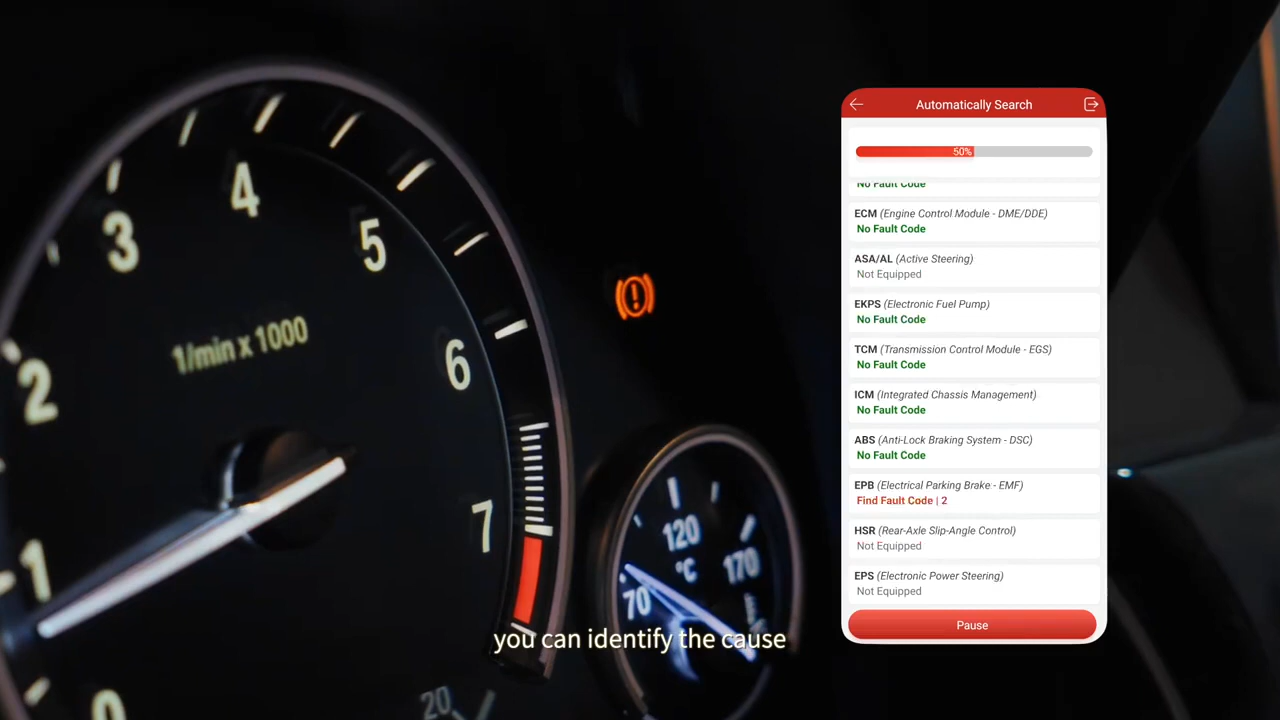 4
3
5
1/min x 1000
6
2
7
1
0
120
°C
170
70
20
Automatically Search
50%
No Fault Code
ECM (Engine Control Module - DME/DDE)
No Fault Code
ASA/AL (Active Steering)
Not Equipped
EKPS (Electronic Fuel Pump)
No Fault Code
TCM (Transmission Control Module - EGS)
No Fault Code
ICM (Integrated Chassis Management)
No Fault Code
ABS (Anti-Lock Braking System - DSC)
No Fault Code
EPB (Electrical Parking Brake - EMF)
Find Fault Code | 2
HSR (Rear-Axle Slip-Angle Control)
Not Equipped
EPS (Electronic Power Steering)
Not Equipped
Pause
you can identify the cause